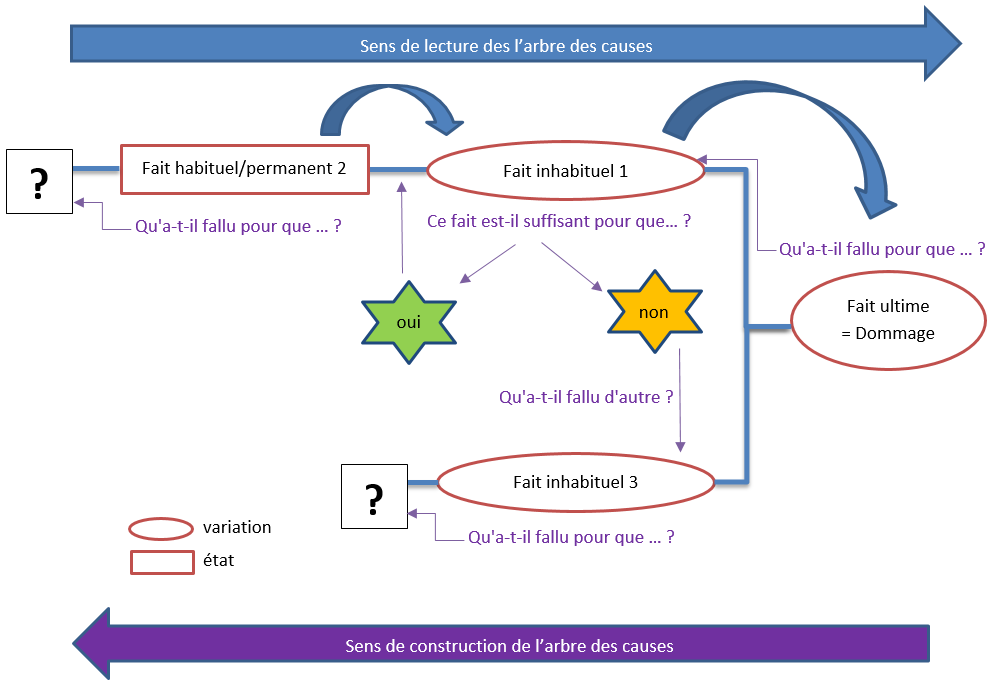 Sens de lecture des l’arbre des causes
?
Fait habituel/permanent 2
Fait inhabituel 1
Qu'a-t-il fallu pour que ... ?
Ce fait est-il suffisant pour que... ?
Qu'a-t-il fallu pour que ... ?
oui
non
Fait ultime
= Dommage
Qu'a-t-il fallu d'autre ?
?
Fait inhabituel 3
Qu'a-t-il fallu pour que ... ?
variation
état
Sens de construction de l’arbre des causes